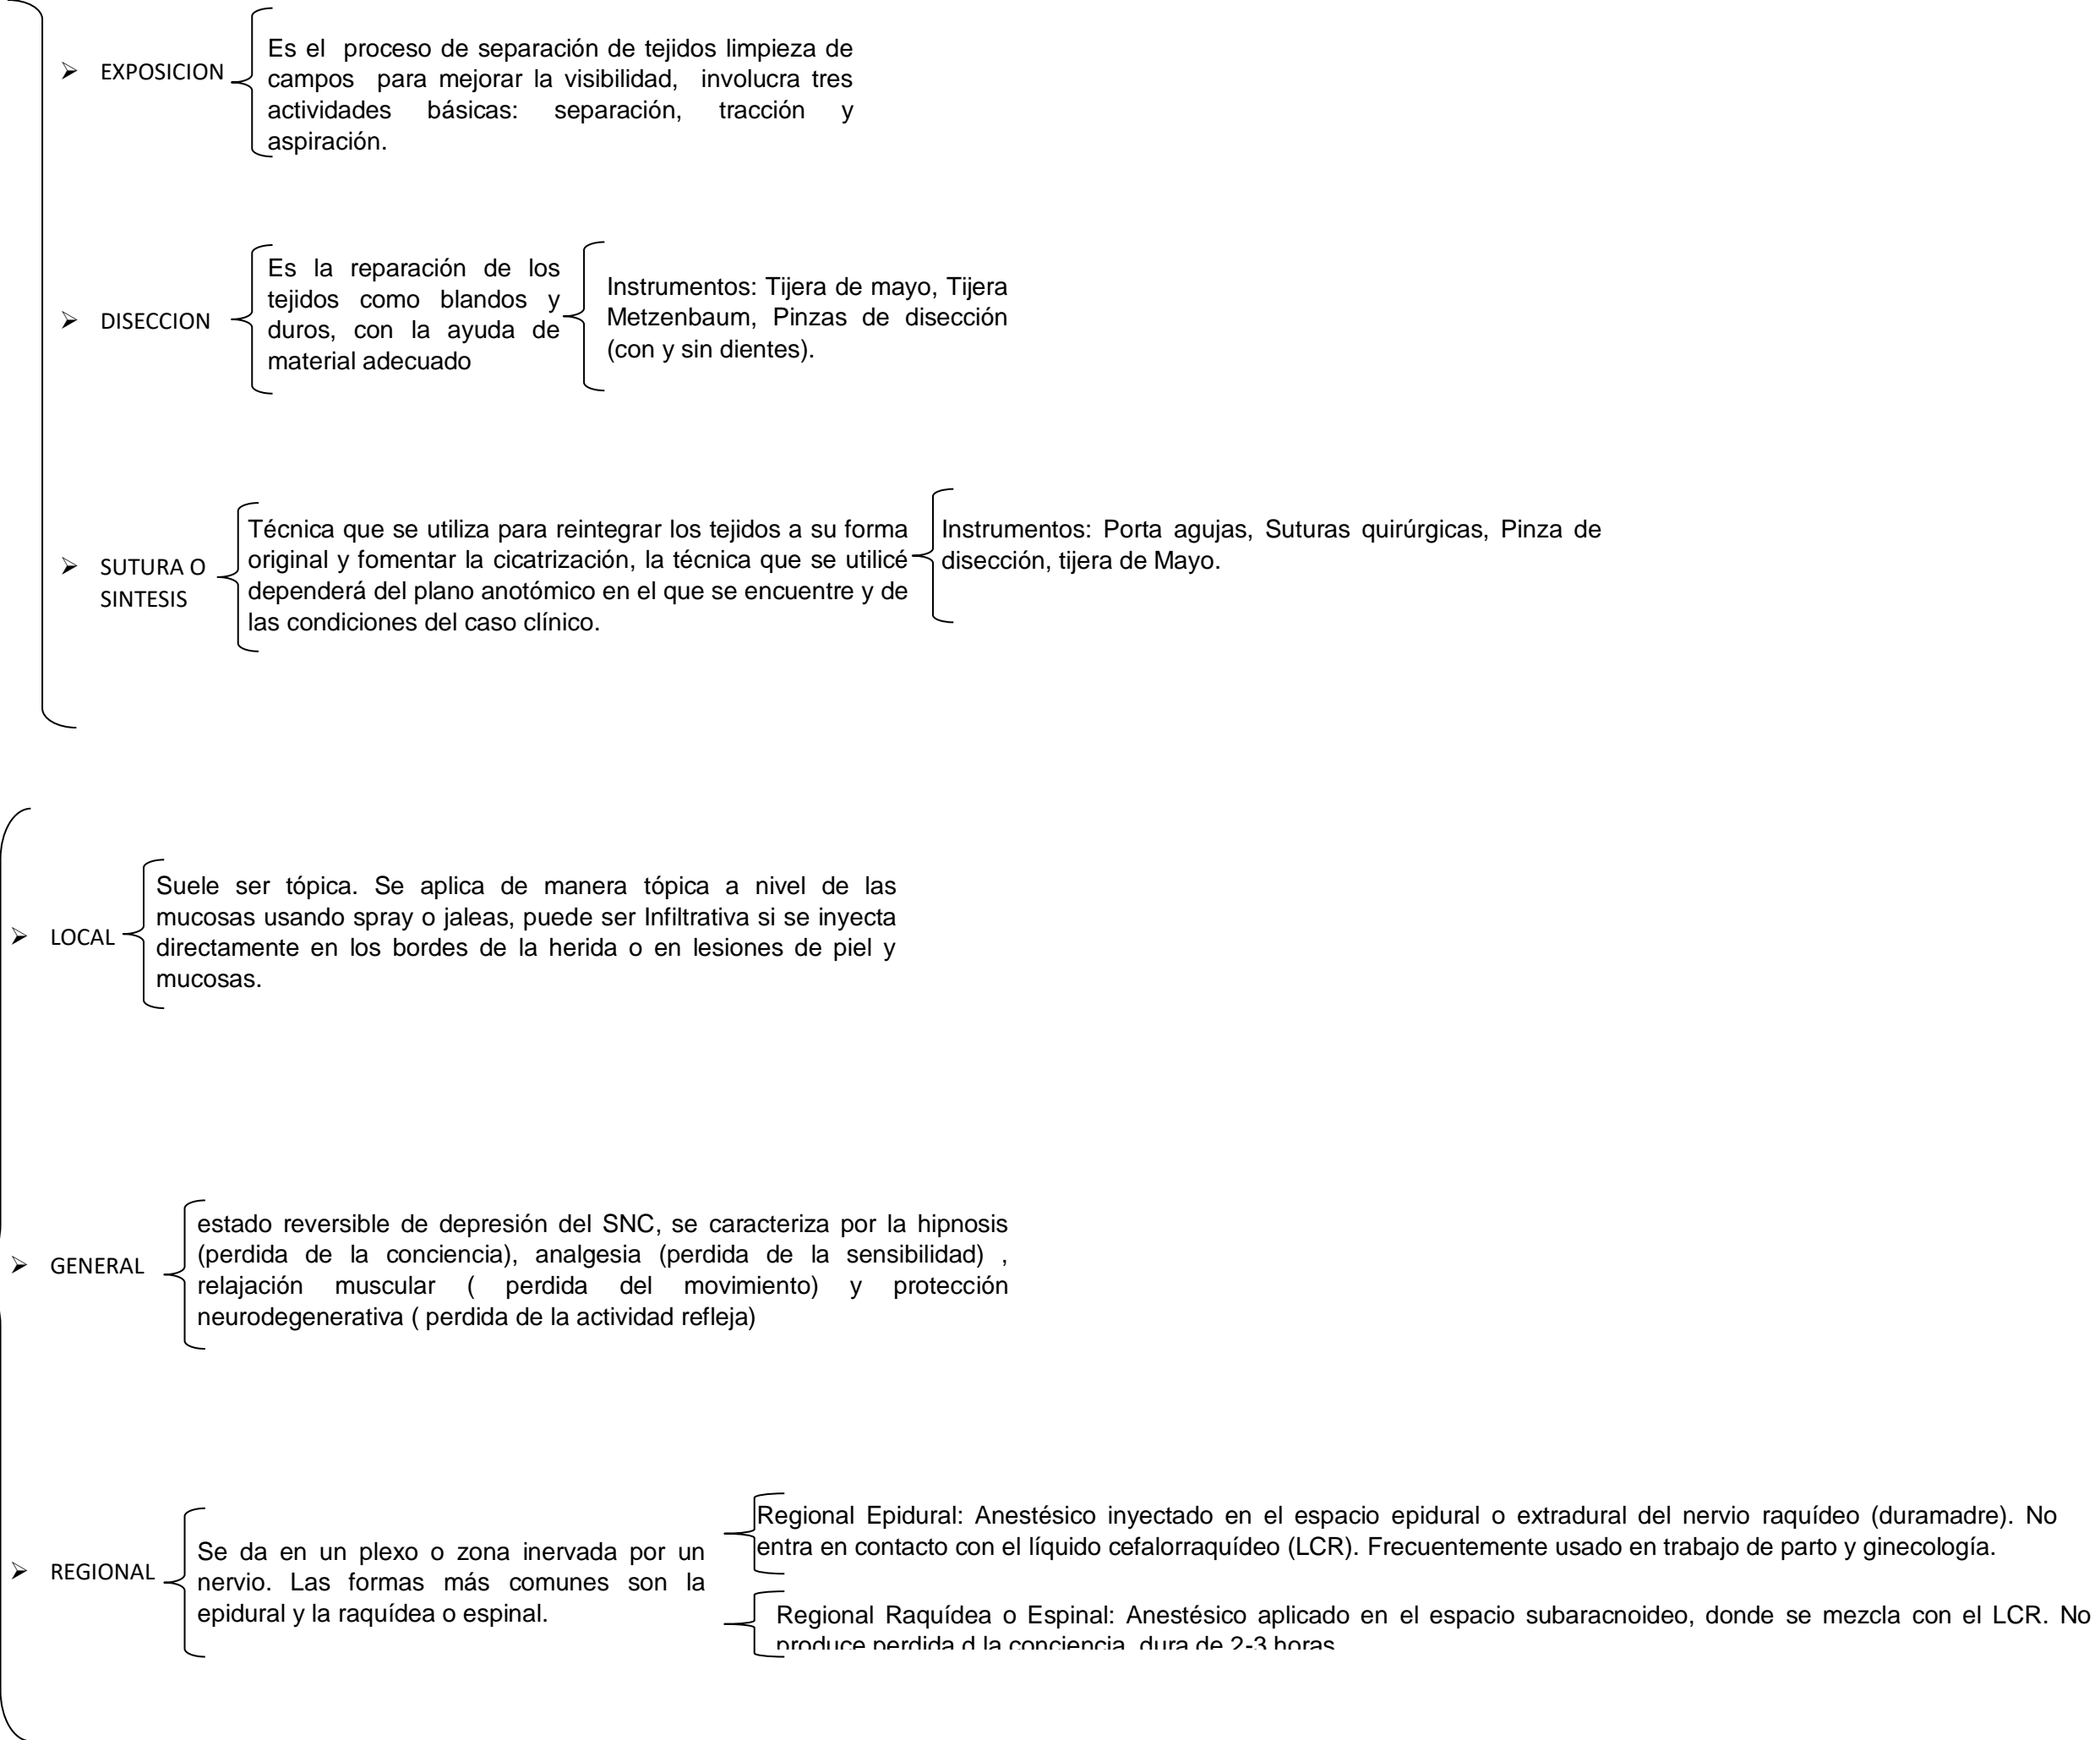 ➢ EXPOSICION
Es el proceso de separación de tejidos limpieza de
campos para mejorar la visibilidad, involucra tres
actividades básicas: separación, tracción y
aspiración.
➢ DISECCION
Es la reparación de los
tejidos como blandos y
duros, con la ayuda de
material adecuado
Instrumentos: Tijera de mayo, Tijera
Metzenbaum, Pinzas de disección
(con y sin dientes).
➢ SUTURA O
SINTESIS
Técnica que se utiliza para reintegrar los tejidos a su forma
original y fomentar la cicatrización, la técnica que se utilicé
dependerá del plano anotómico en el que se encuentre y de
las condiciones del caso clínico.
Instrumentos: Porta agujas, Suturas quirúrgicas, Pinza de
disección, tijera de Mayo.
➢ LOCAL
Suele ser tópica. Se aplica de manera tópica a nivel de las
mucosas usando spray o jaleas, puede ser Infiltrativa si se inyecta
directamente en los bordes de la herida o en lesiones de piel y
mucosas.
➢ GENERAL
estado reversible de depresión del SNC, se caracteriza por la hipnosis
(perdida de la conciencia), analgesia (perdida de la sensibilidad) ,
relajación muscular ( perdida del movimiento) y protección
neurodegenerativa ( perdida de la actividad refleja)
➢ REGIONAL
Se da en un plexo o zona inervada por un
nervio. Las formas más comunes son la
epidural y la raquídea o espinal.
Regional Epidural: Anestésico inyectado en el espacio epidural o extradural del nervio raquídeo (duramadre). No
entra en contacto con el líquido cefalorraquídeo (LCR). Frecuentemente usado en trabajo de parto y ginecología.
Regional Raquídea o Espinal: Anestésico aplicado en el espacio subaracnoideo, donde se mezcla con el LCR. No
produce perdida d la conciencia, dura de 2-3 horas